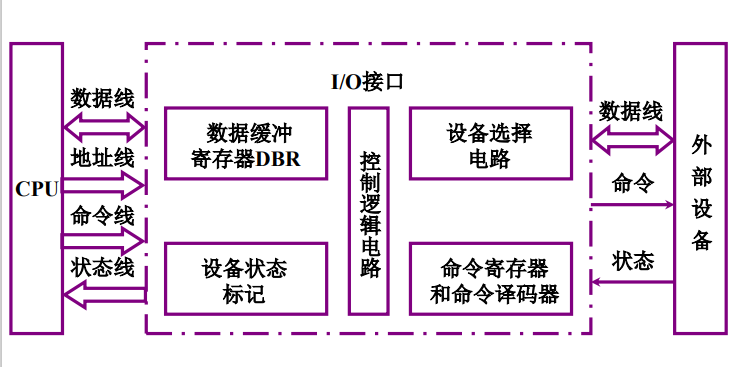 I/O接口
CPU
数据线
地址线
命令线
状态线
数据缓冲
寄存器DBR
设备状态
标记
控制逻辑电路
设备选择
电路
命令寄存器
和命令译码器
数据线
命令
状态
外部设备